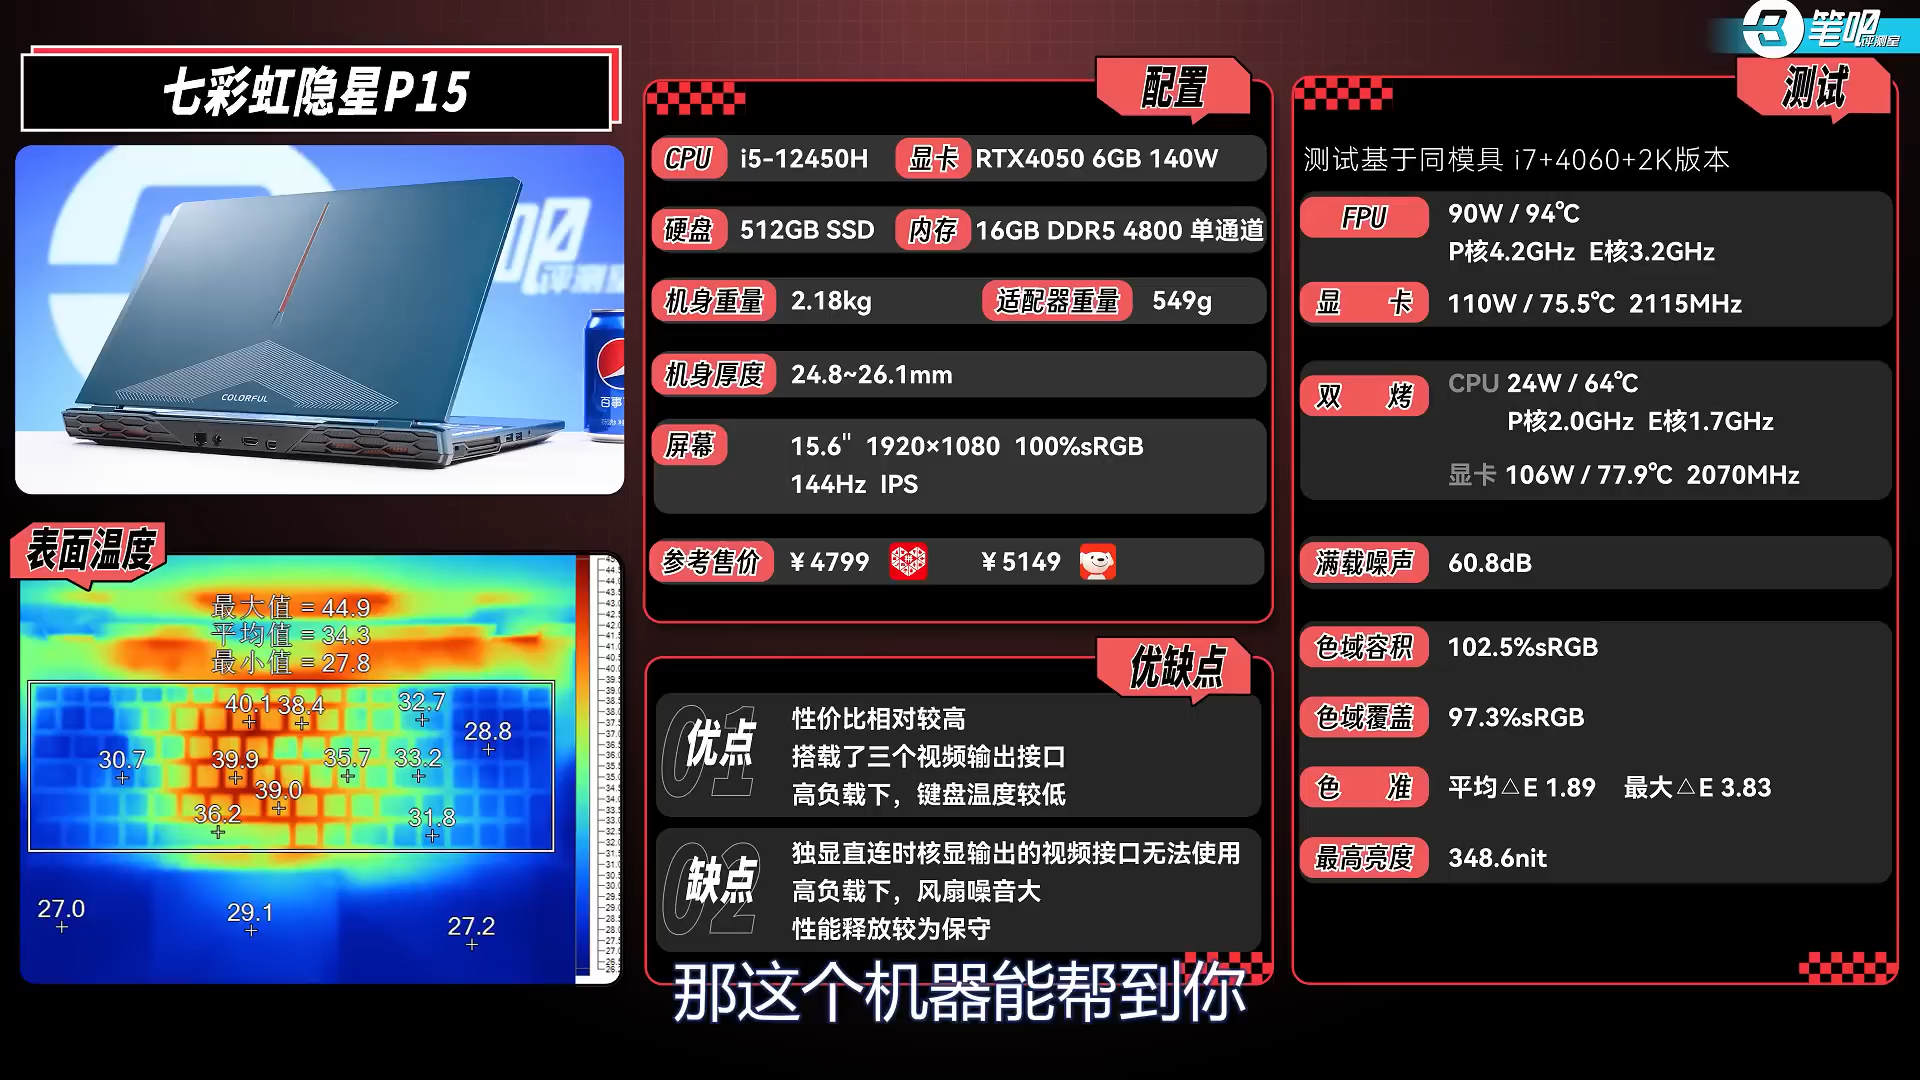 笔吧评测室
七彩虹隐星P15
COLORFUL
表面温度
最大值 = 44.9
平均值 = 34.3
最小值 = 27.8
40.1 38.4 32.7
28.8
30.7 39.9 35.7 33.2
39.0
36.2 31.8
27.0 29.1 27.2
配置
CPU i5-12450H 显卡 RTX4050 6GB 140W
硬盘 512GB SSD 内存 16GB DDR5 4800 单通道
机身重量 2.18kg 适配器重量 549g
机身厚度 24.8~26.1mm
屏幕 15.6" 1920×1080 100%sRGB
144Hz IPS
参考售价 ¥4799 ¥5149
优缺点
01 优点
性价比相对较高
搭载了三个视频输出接口
高负载下，键盘温度较低
02 缺点
独显直连时核显输出的视频接口无法使用
高负载下，风扇噪音大
性能释放较为保守
测试
测试基于同模具 i7+4060+2K版本
FPU 90W / 94℃
P核4.2GHz E核3.2GHz
显卡 110W / 75.5℃ 2115MHz
双烤 CPU 24W / 64℃
P核2.0GHz E核1.7GHz
显卡 106W / 77.9℃ 2070MHz
满载噪声 60.8dB
色域容积 102.5%sRGB
色域覆盖 97.3%sRGB
色准 平均△E 1.89 最大△E 3.83
最高亮度 348.6nit
那这个机器能帮到你